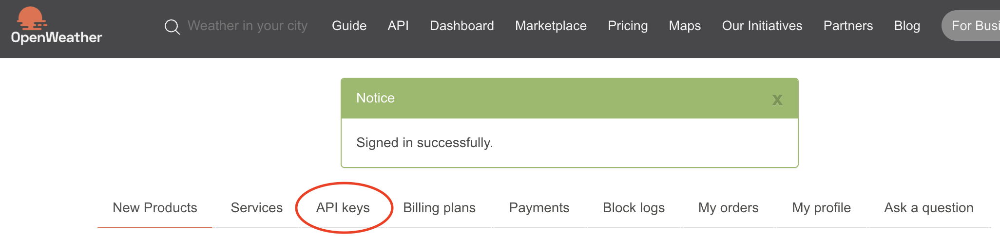 OpenWeather
Weather in your city Guide API Dashboard Marketplace Pricing Maps Our Initiatives Partners Blog For Busi
Notice x
Signed in successfully.
New Products Services API keys Billing plans Payments Block logs My orders My profile Ask a question